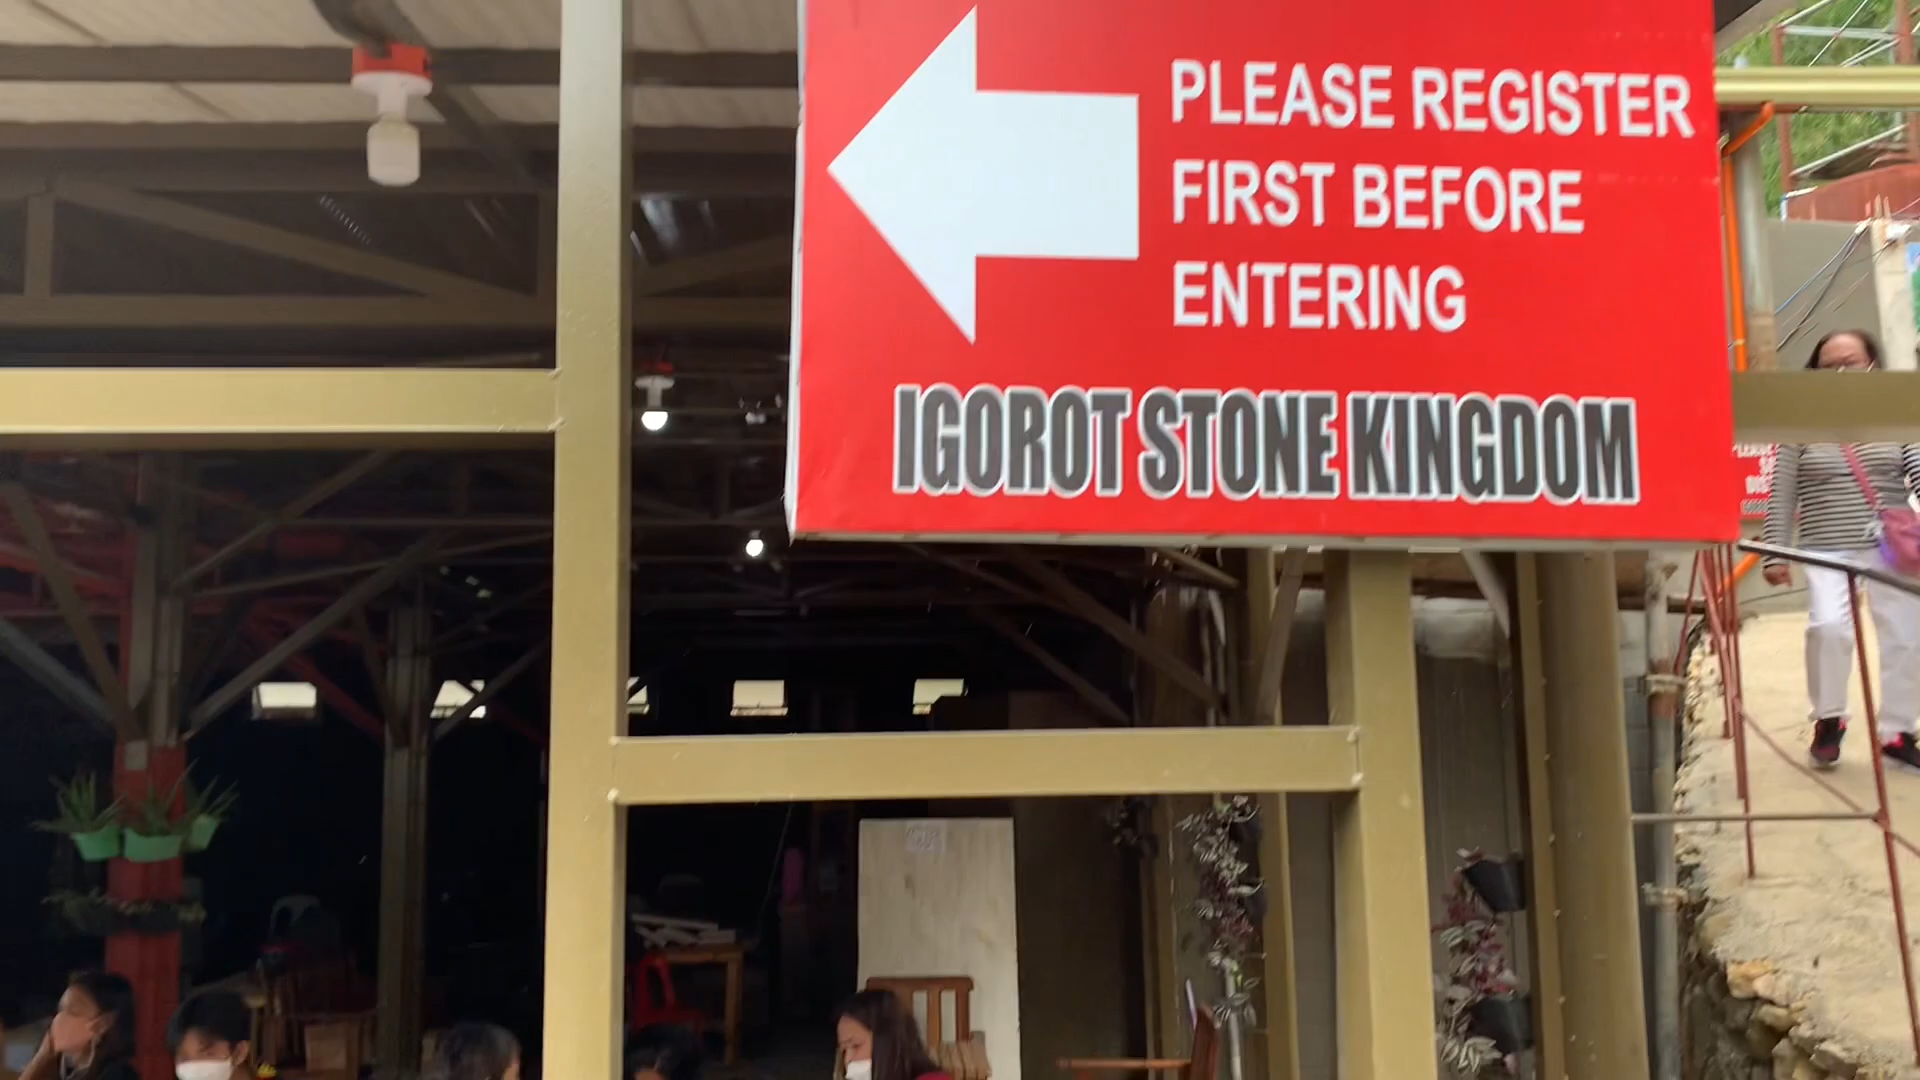 PLEASE REGISTER
FIRST BEFORE
ENTERING
IGOROT STONE KINGDOM